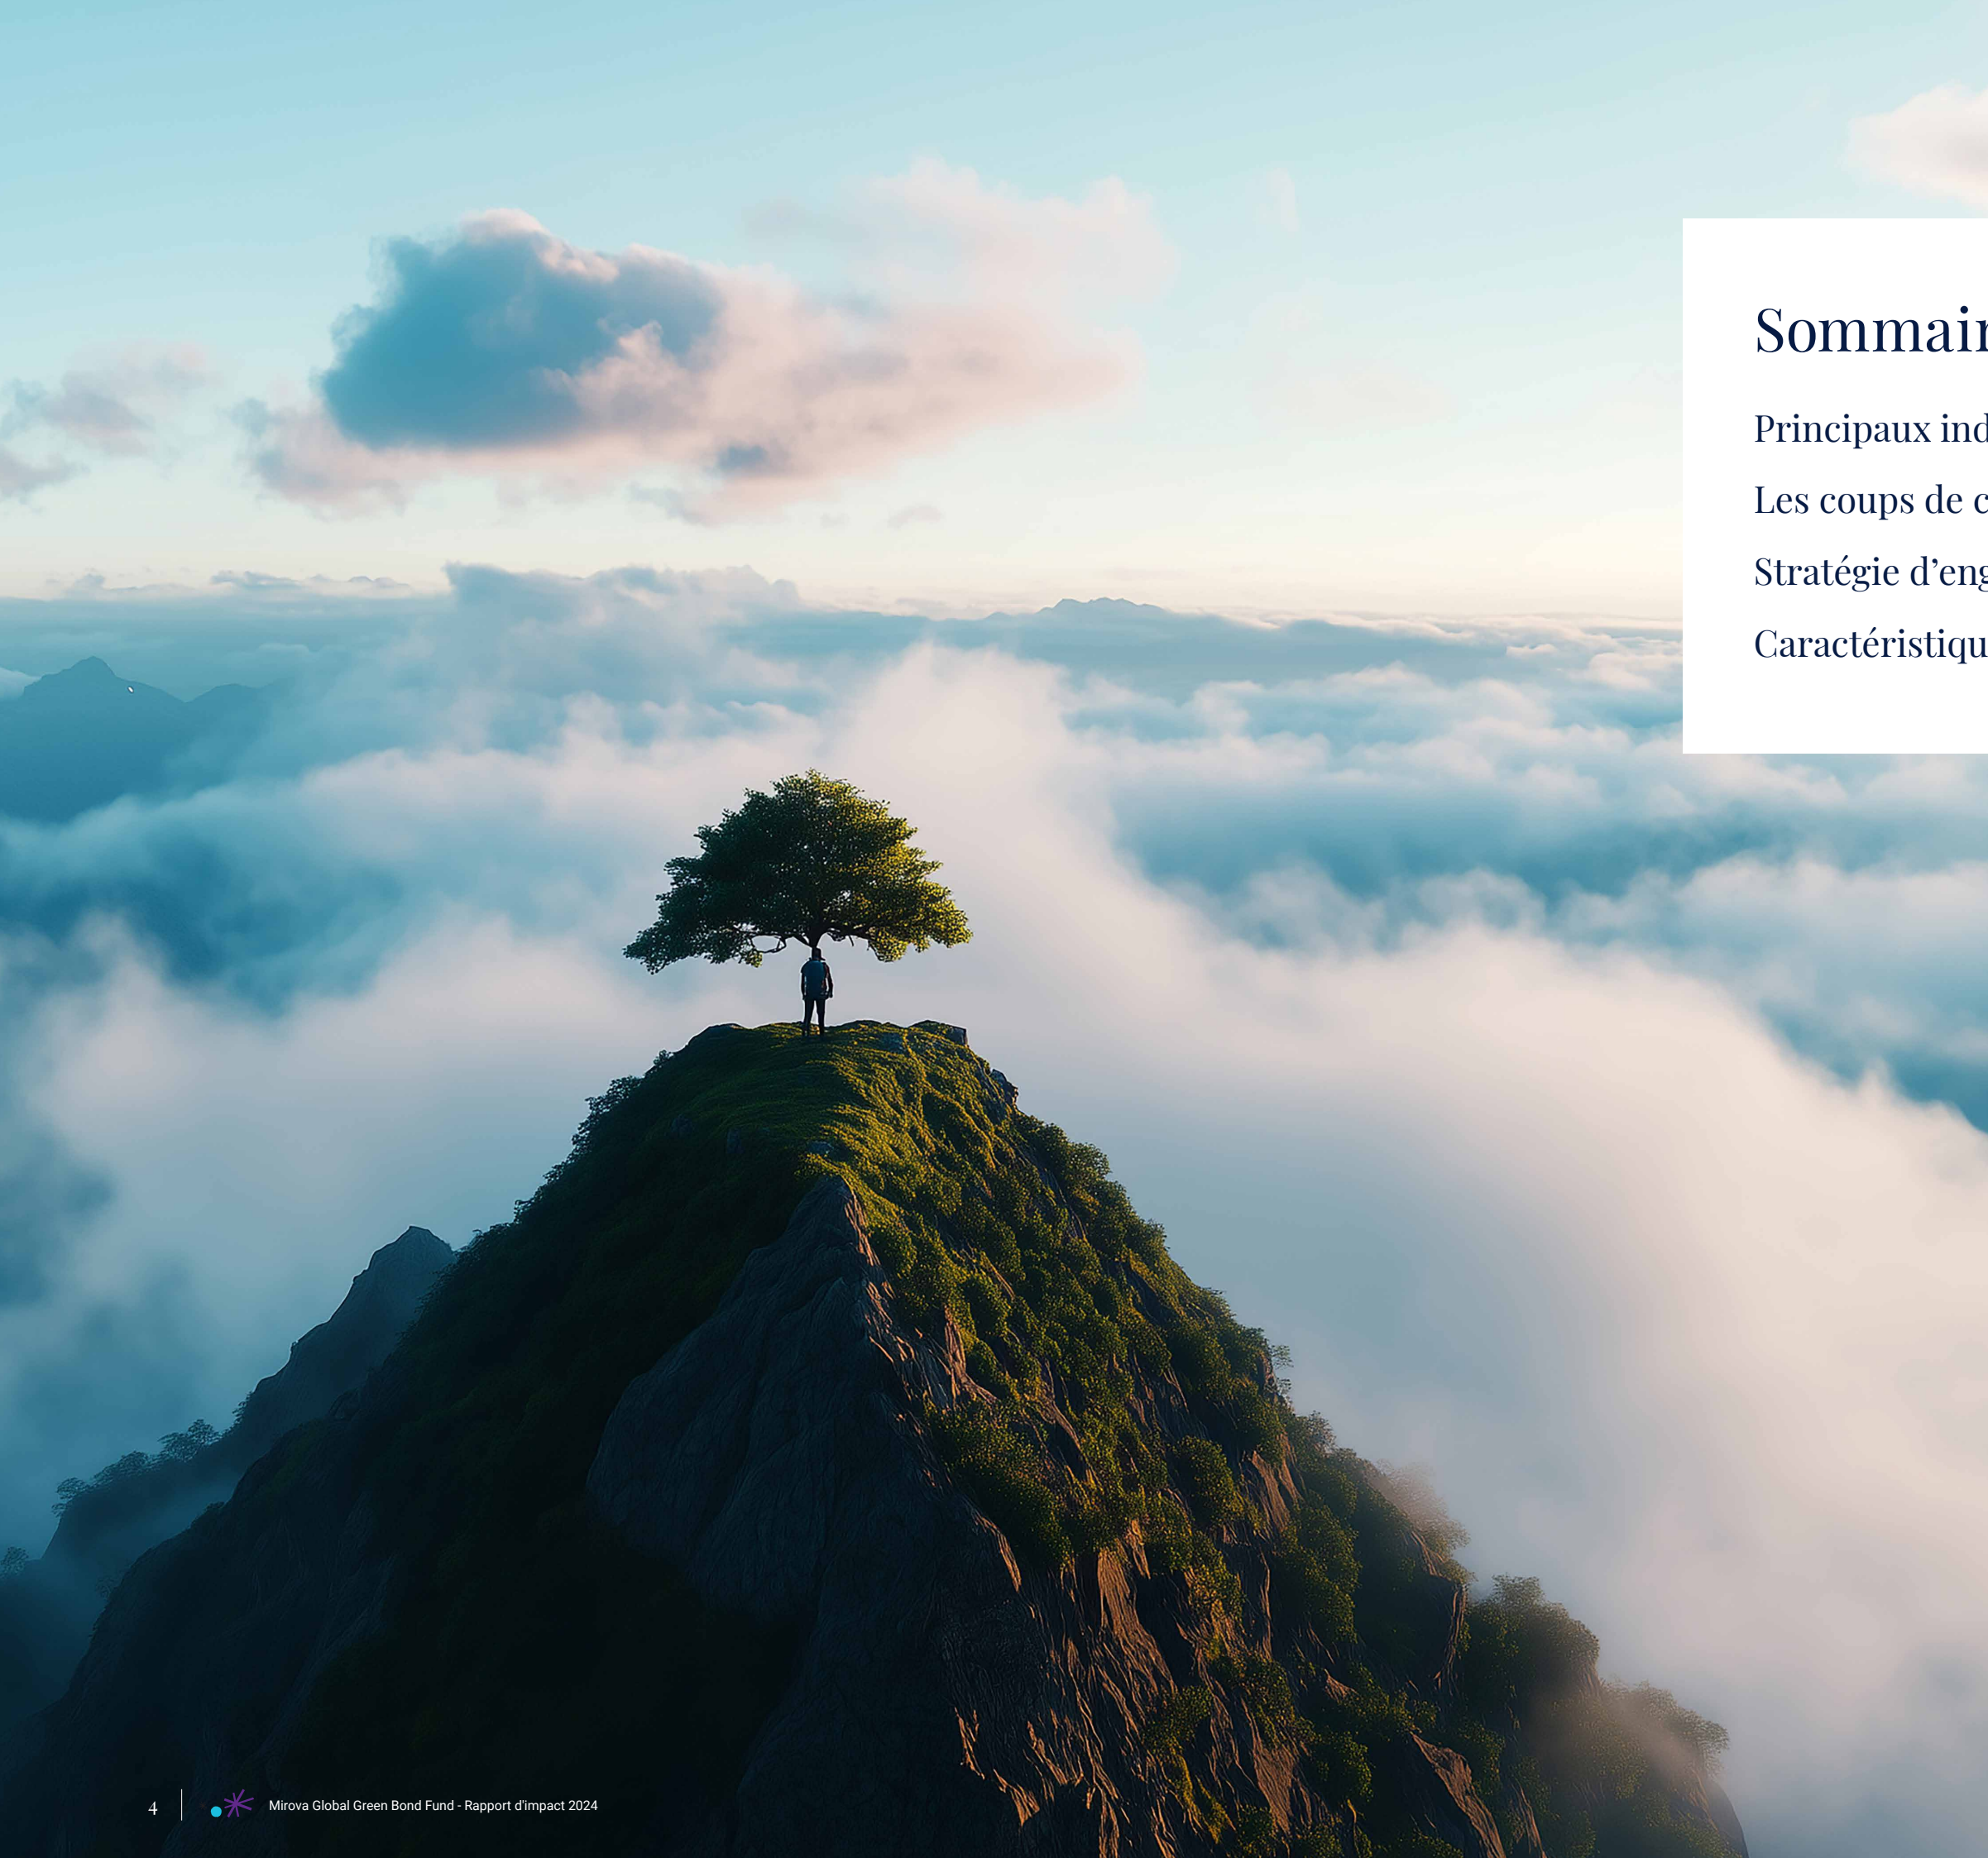 Sommair
Principaux ind
Les coups de c
Stratégie d’eng
Caractéristiqu
4
Mirova Global Green Bond Fund - Rapport d'impact 2024